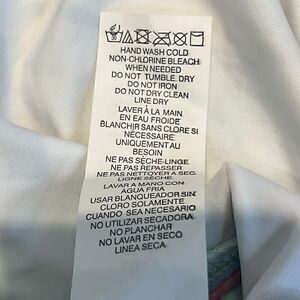 HAND WASH COLD
NON-CHLORINE BLEACH
WHEN NEEDED
DO NOT TUMBLE DRY
DO NOT IRON
DO NOT DRY CLEAN
LINE DRY
LAVER À LA MAIN
EN EAU FROIDE
BLANCHIR SANS CLORE SI
NÉCESSAIRE
UNIQUEMENT AU
BESOIN
NE PAS SÈCHE-LINGE
NE PAS REPASSER
NE PAS NETTOYER A SEC.
LIGNE SÈCHE
LAVAR A MANO CON
AGUA FRIA
USAR BLANQUEADOR SIN
CLORO SOLAMENTE
CUANDO SEA NECESARIO
NO UTILIZAR SECADORA
NO PLANCHAR
NO LAVAR EN SECO
LINEA SECA